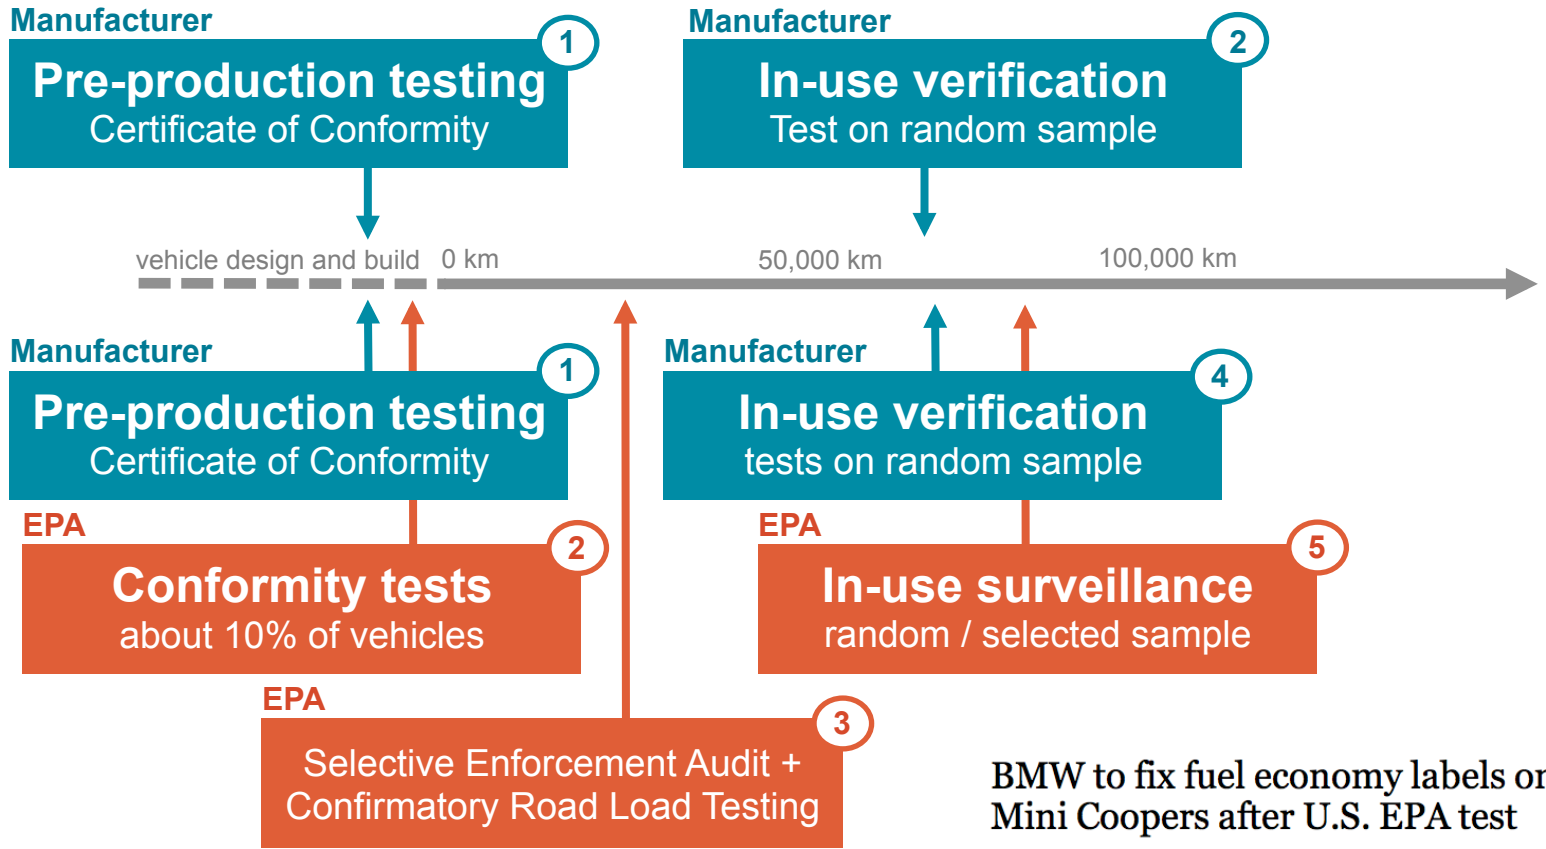 Manufacturer
1
Pre-production testing
Certificate of Conformity
Manufacturer
2
In-use verification
Test on random sample
vehicle design and build
0 km
50,000 km
100,000 km
Manufacturer
1
Pre-production testing
Certificate of Conformity
Manufacturer
4
In-use verification
tests on random sample
EPA
2
Conformity tests
about 10% of vehicles
EPA
5
In-use surveillance
random / selected sample
EPA
3
Selective Enforcement Audit +
Confirmatory Road Load Testing
BMW to fix fuel economy labels
Mini Coopers after U.S. EPA test